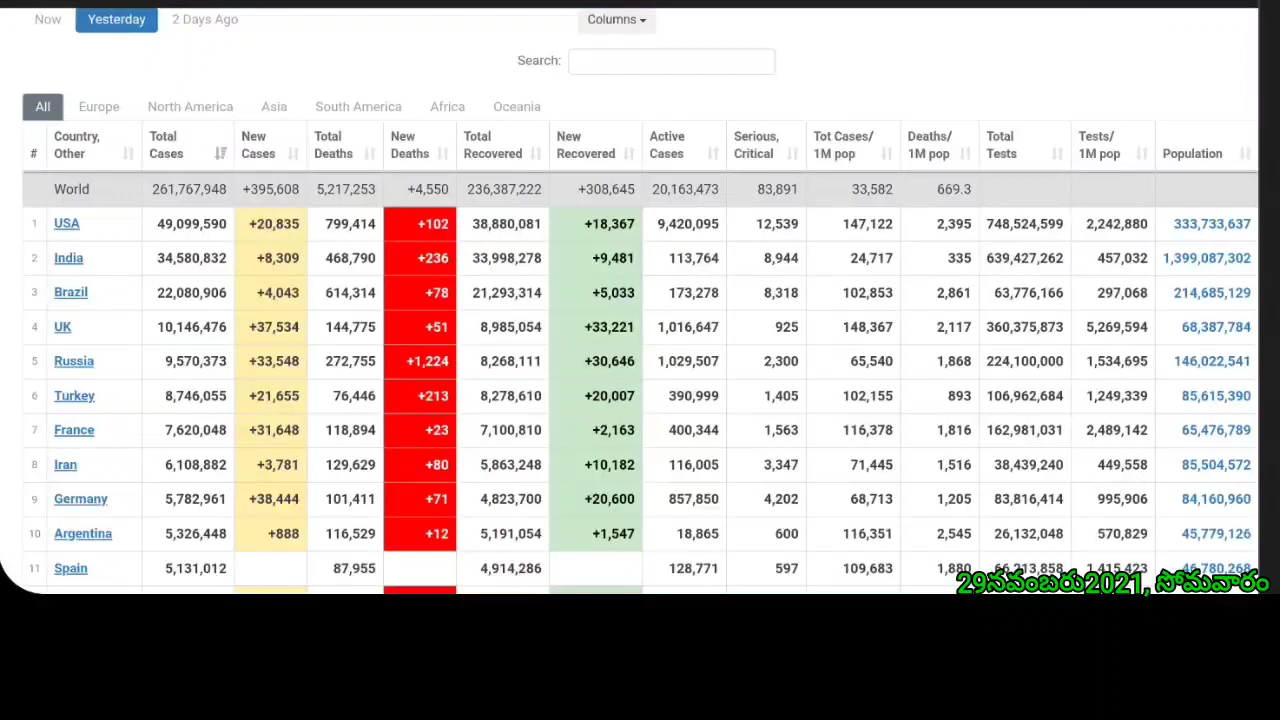 Now Yesterday 2 Days Ago Columns
Search:
All Europe North America Asia South America Africa Oceania
# Country, Other Total Cases New Cases Total Deaths New Deaths Total Recovered New Recovered Active Cases Serious, Critical Tot Cases/ 1M pop Deaths/ 1M pop Total Tests Tests/ 1M pop Population
World 261,767,948 +395,608 5,217,253 +4,550 236,387,222 +308,645 20,163,473 83,891 33,582 669.3
1 USA 49,099,590 +20,835 799,414 +102 38,880,081 +18,367 9,420,095 12,539 147,122 2,395 748,524,599 2,242,880 333,733,637
2 India 34,580,832 +8,309 468,790 +236 33,998,278 +9,481 113,764 8,944 24,717 335 639,427,262 457,032 1,399,087,302
3 Brazil 22,080,906 +4,043 614,314 +78 21,293,314 +5,033 173,278 8,318 102,853 2,861 63,776,166 297,068 214,685,129
4 UK 10,146,476 +37,534 144,775 +51 8,985,054 +33,221 1,016,647 925 148,367 2,117 360,375,873 5,269,594 68,387,784
5 Russia 9,570,373 +33,548 272,755 +1,224 8,268,111 +30,646 1,029,507 2,300 65,540 1,868 224,100,000 1,534,695 146,022,541
6 Turkey 8,746,055 +21,655 76,446 +213 8,278,610 +20,007 390,999 1,405 102,155 893 106,962,684 1,249,339 85,615,390
7 France 7,620,048 +31,648 118,894 +23 7,100,810 +2,163 400,344 1,563 116,378 1,816 162,981,031 2,489,142 65,476,789
8 Iran 6,108,882 +3,781 129,629 +80 5,863,248 +10,182 116,005 3,347 71,445 1,516 38,439,240 449,558 85,504,572
9 Germany 5,782,961 +38,444 101,411 +71 4,823,700 +20,600 857,850 4,202 68,713 1,205 83,816,414 995,906 84,160,960
10 Argentina 5,326,448 +888 116,529 +12 5,191,054 +1,547 18,865 600 116,351 2,545 26,132,048 570,829 45,779,126
11 Spain 5,131,012 87,955 4,914,286 128,771 597 109,683 1,880 66,213,858 1,415,423 46,780,268
29నవంబరు2021, సోమవారం